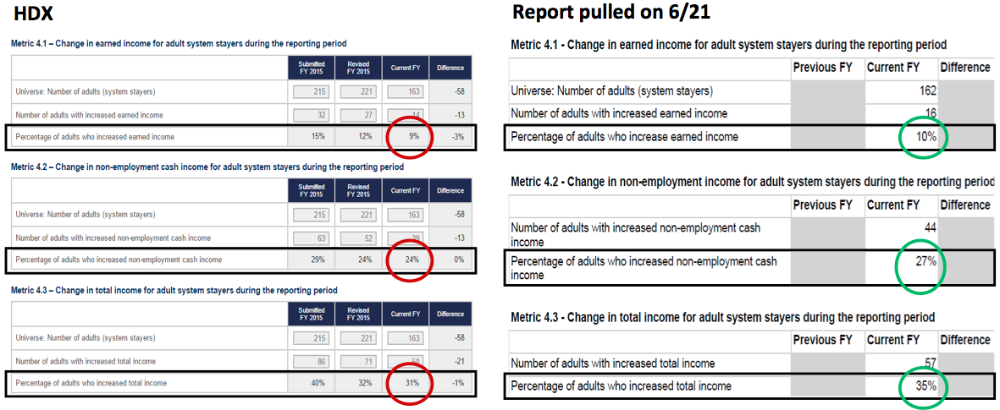 HDX
Metric 4.1 – Change in earned income for adult system stayers during the reporting period
Submitted FY 2015 Revised FY 2015 Current FY Difference
Universe: Number of adults (system stayers) 215 221 163 -58
Number of adults with increased earned income 32 27 14 -13
Percentage of adults who increased earned income 15% 12% 9% -3%
Metric 4.2 – Change in non-employment cash income for adult system stayers during the reporting period
Submitted FY 2015 Revised FY 2015 Current FY Difference
Universe: Number of adults (system stayers) 215 221 163 -58
Number of adults with increased non-employment cash income 63 52 39 -13
Percentage of adults who increased non-employment cash income 29% 24% 24% 0%
Metric 4.3 – Change in total income for adult system stayers during the reporting period
Submitted FY 2015 Revised FY 2015 Current FY Difference
Universe: Number of adults (system stayers) 215 221 163 -58
Number of adults with increased total income 86 71 50 -21
Percentage of adults who increased total income 40% 32% 31% -1%
Report pulled on 6/21
Metric 4.1 - Change in earned income for adult system stayers during the reporting period
Previous FY Current FY Difference
Universe: Number of adults (system stayers) 162
Number of adults with increased earned income 16
Percentage of adults who increase earned income 10%
Metric 4.2 - Change in non-employment income for adult system stayers during the reporting period
Previous FY Current FY Difference
Number of adults with increased non-employment cash 44
income
Percentage of adults who increased non-employment cash 27%
income
Metric 4.3 - Change in total income for adult system stayers during the reporting period
Previous FY Current FY Difference
Number of adults with increased total income 57
Percentage of adults who increased total income 35%